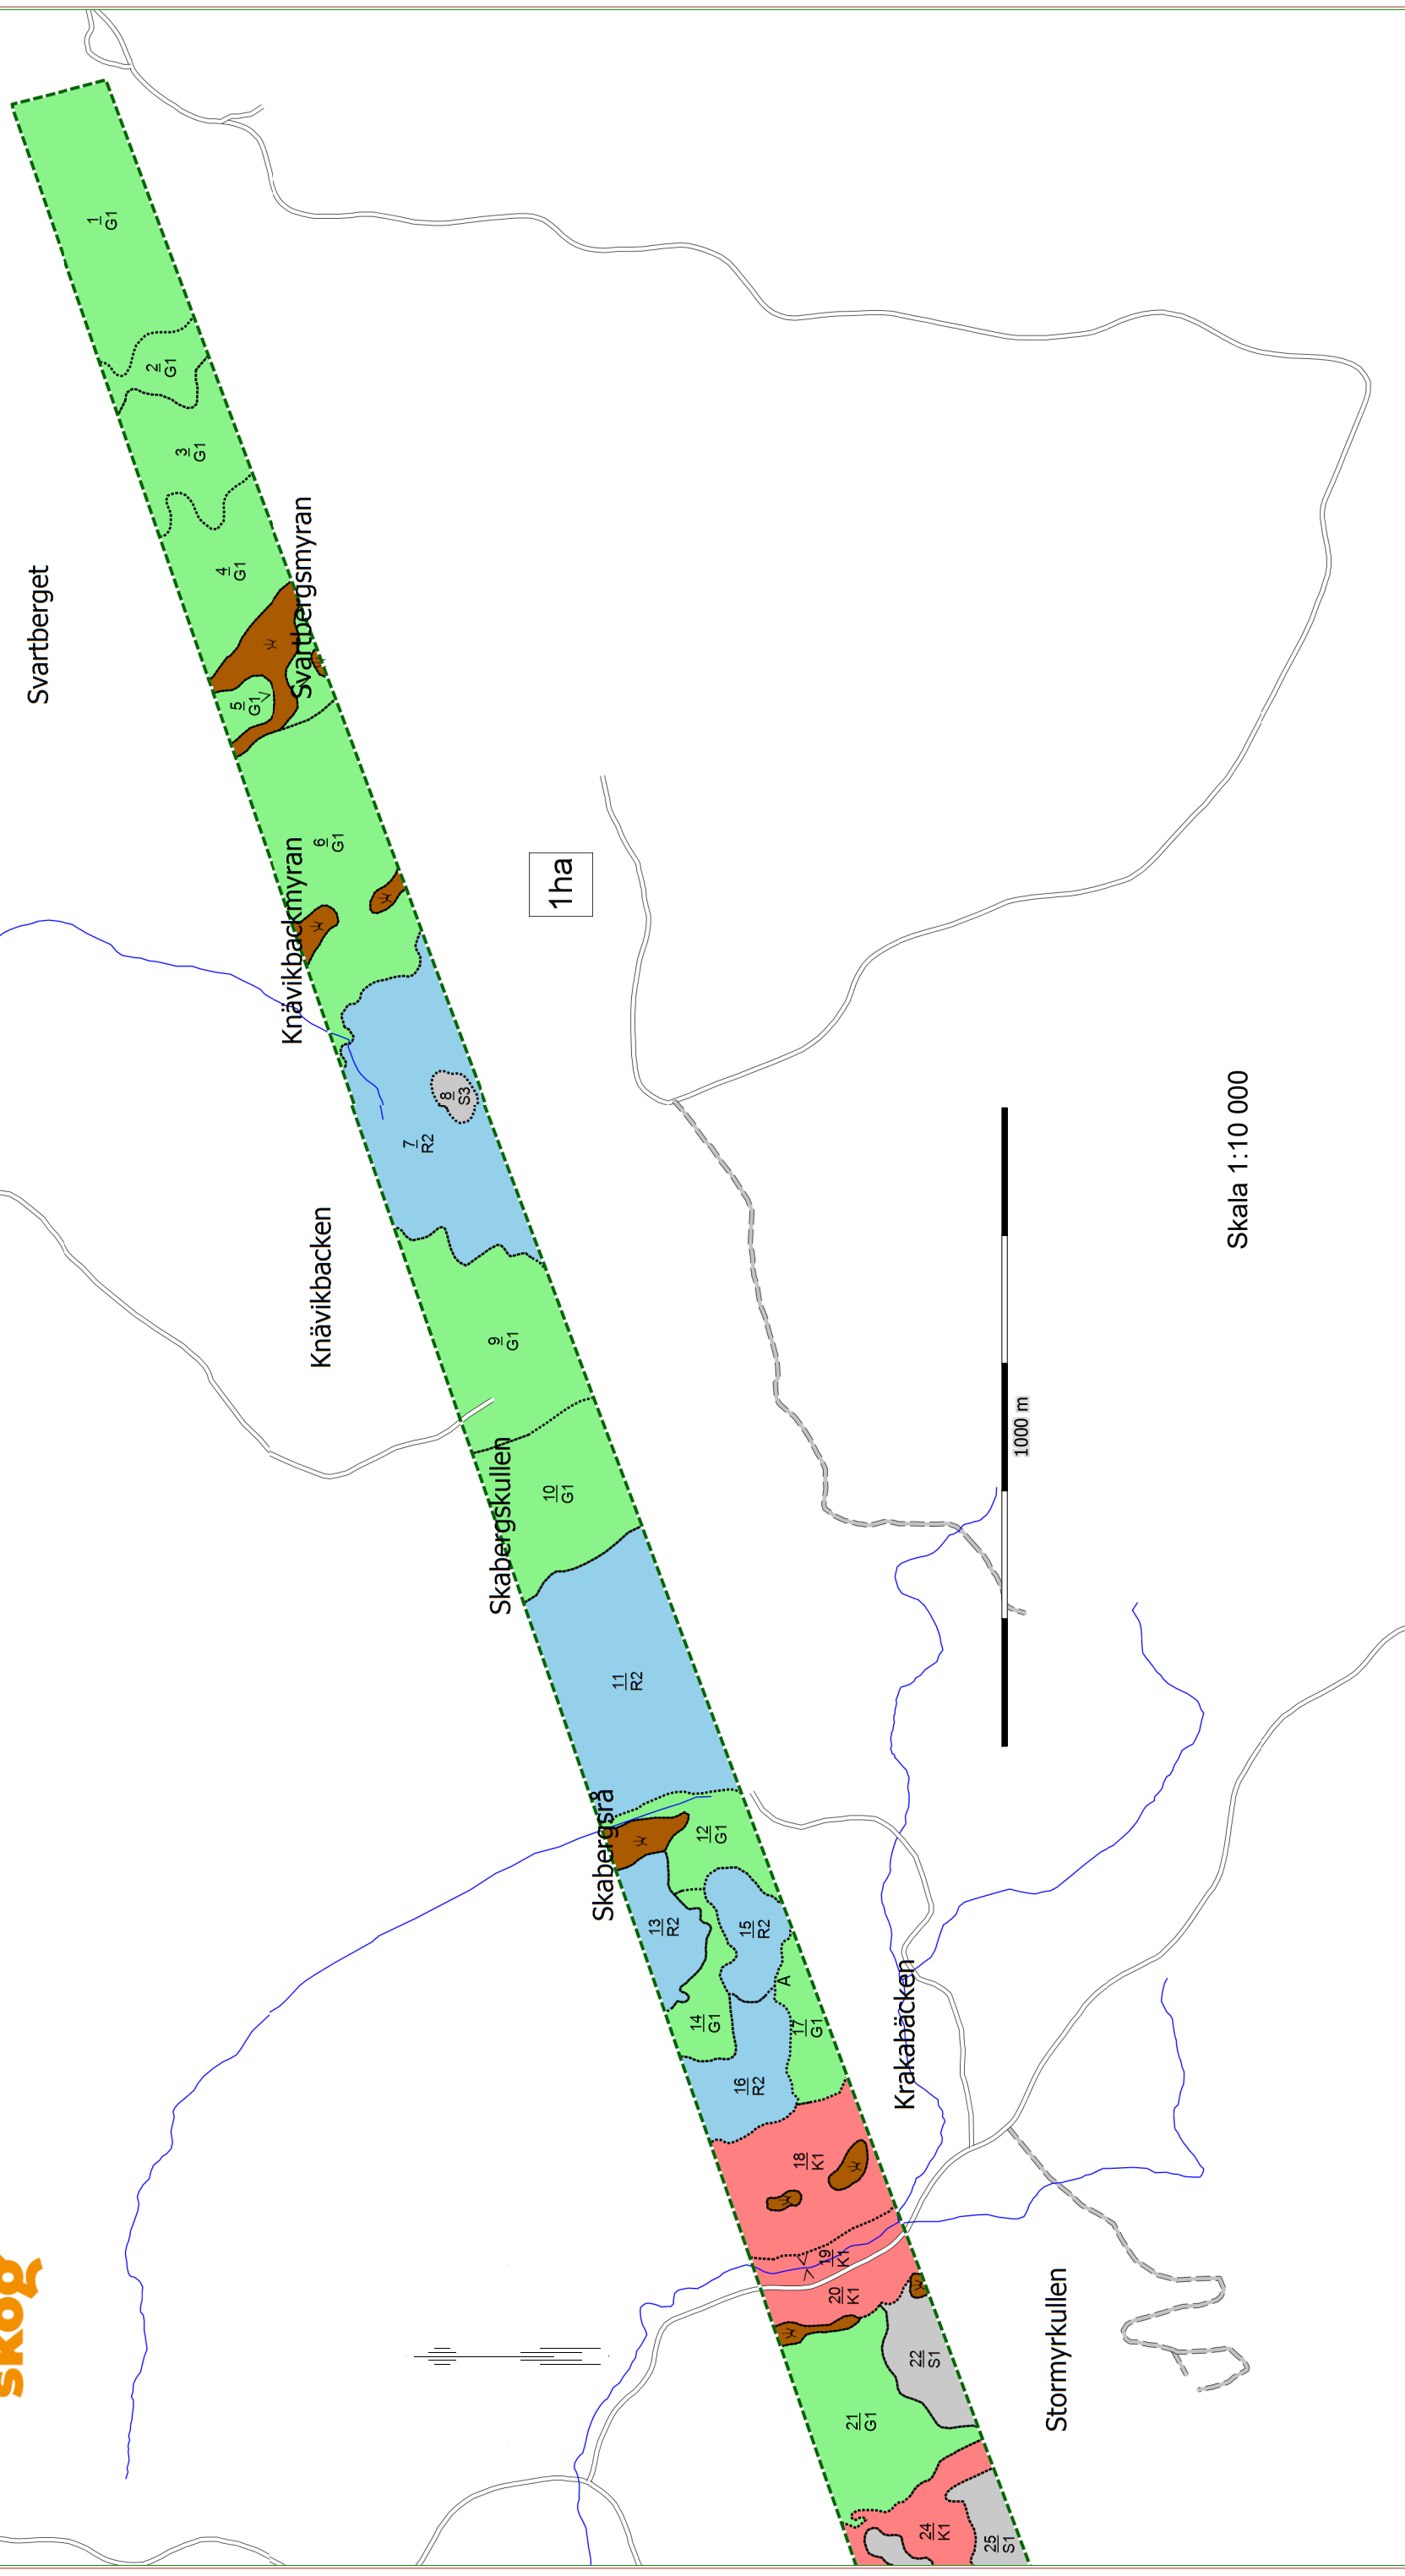 1
G1
2
G1
3
G1
Svartberget
4
G1
Svartbergsmyran
5
G1
6
G1
Knävikbackmyran
1ha
8
S3
7
R2
Knävikbacken
9
G1
Skala 1:10 000
1000 m
Skabergskullen
10
G1
11
R2
Skabergsrå
12
G1
13
R2
15
R2
A
14
G1
17
G1
16
R2
Krakabäcken
18
K1
19
K1
20
K1
skog
22
S1
Stormyrkullen
21
G1
24
K1
25
S1